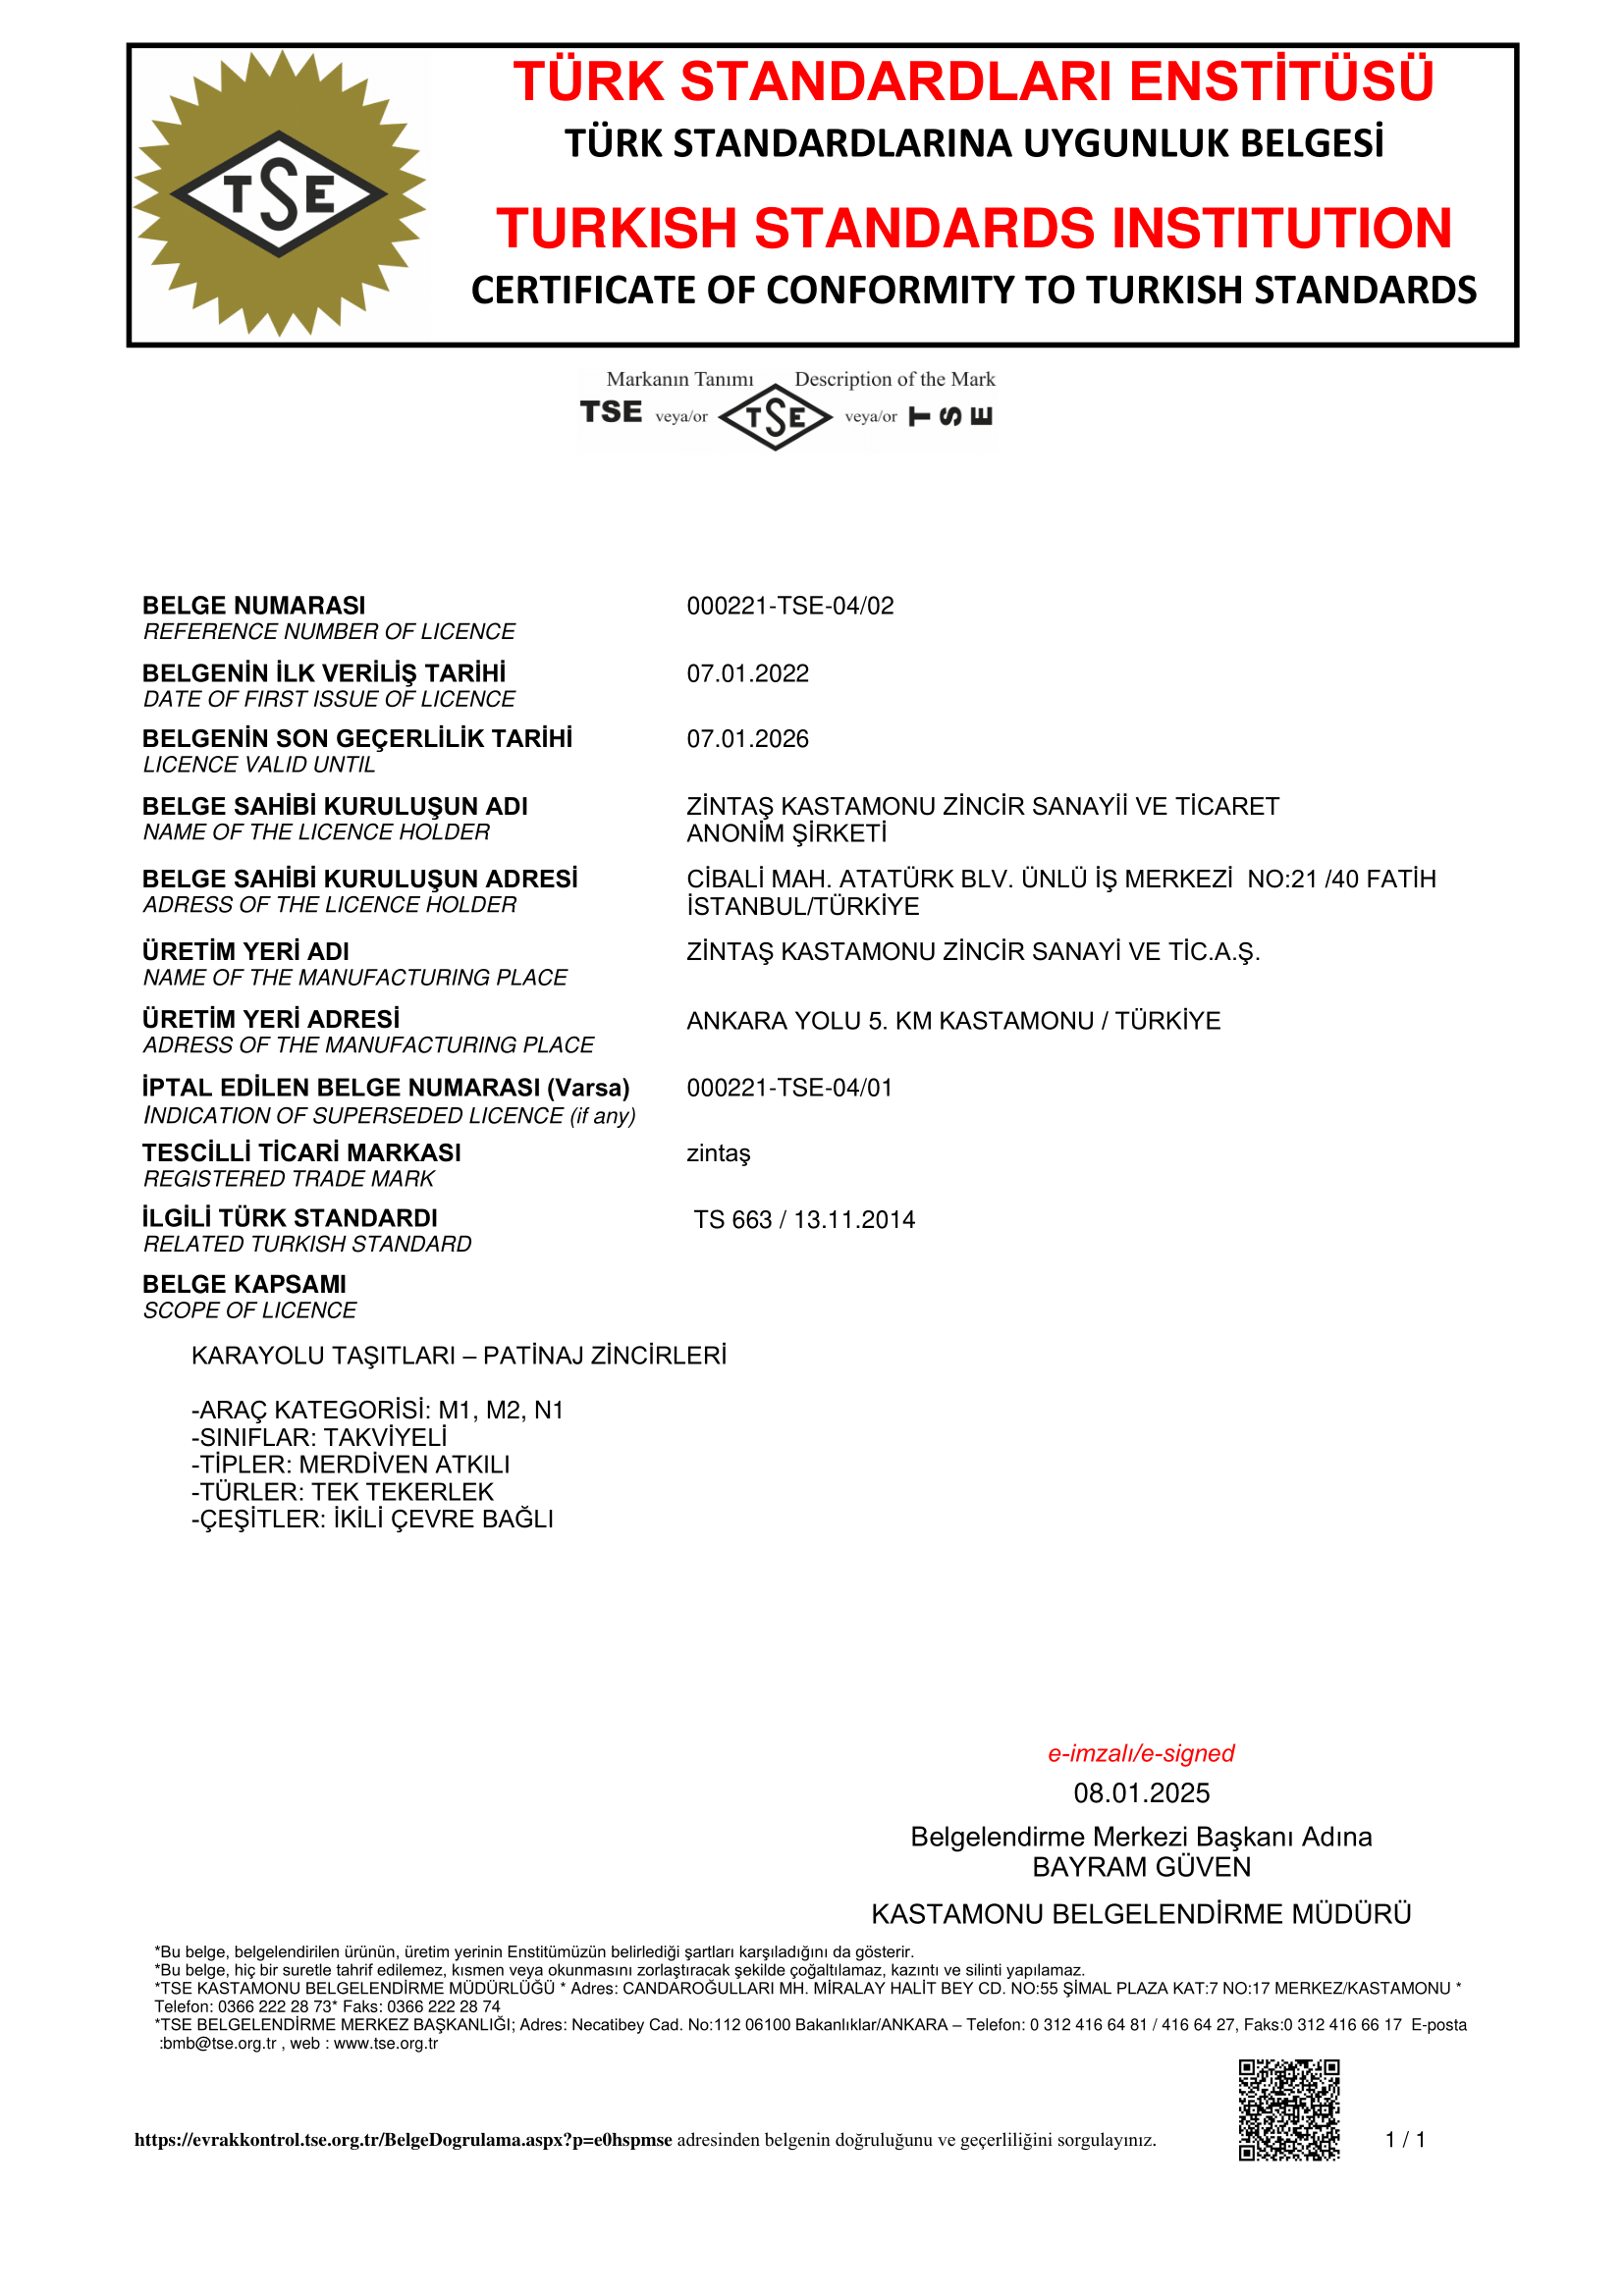 TSE
TÜRK STANDARDLARI ENSTİTÜSÜ
TÜRK STANDARDLARINA UYGUNLUK BELGESİ
TURKISH STANDARDS INSTITUTION
CERTIFICATE OF CONFORMITY TO TURKISH STANDARDS
Markanın Tanımı Description of the Mark
TSE veya/or TSE veya/or TSE
BELGE NUMARASI 000221-TSE-04/02
REFERENCE NUMBER OF LICENCE
BELGENİN İLK VERİLİŞ TARİHİ 07.01.2022
DATE OF FIRST ISSUE OF LICENCE
BELGENİN SON GEÇERLİLİK TARİHİ 07.01.2026
LICENCE VALID UNTIL
BELGE SAHİBİ KURULUŞUN ADI ZİNTAŞ KASTAMONU ZİNCİR SANAYİİ VE TİCARET
NAME OF THE LICENCE HOLDER ANONİM ŞİRKETİ
BELGE SAHİBİ KURULUŞUN ADRESİ CİBALİ MAH. ATATÜRK BLV. ÜNLÜ İŞ MERKEZİ NO:21 /40 FATİH
ADRESS OF THE LICENCE HOLDER İSTANBUL/TÜRKİYE
ÜRETİM YERİ ADI ZİNTAŞ KASTAMONU ZİNCİR SANAYİ VE TİC.A.Ş.
NAME OF THE MANUFACTURING PLACE
ÜRETİM YERİ ADRESİ ANKARA YOLU 5. KM KASTAMONU / TÜRKİYE
ADRESS OF THE MANUFACTURING PLACE
İPTAL EDİLEN BELGE NUMARASI (Varsa) 000221-TSE-04/01
INDICATION OF SUPERSEDED LICENCE (if any)
TESCİLLİ TİCARİ MARKASI zintaş
REGISTERED TRADE MARK
İLGİLİ TÜRK STANDARDI TS 663 / 13.11.2014
RELATED TURKISH STANDARD
BELGE KAPSAMI
SCOPE OF LICENCE
KARAYOLU TAŞITLARI – PATİNAJ ZİNCİRLERİ
-ARAÇ KATEGORİSİ: M1, M2, N1
-SINIFLAR: TAKVİYELİ
-TİPLER: MERDİVEN ATKILI
-TÜRLER: TEK TEKERLEK
-ÇEŞİTLER: İKİLİ ÇEVRE BAĞLI
e-imzalı/e-signed
08.01.2025
Belgelendirme Merkezi Başkanı Adına
BAYRAM GÜVEN
KASTAMONU BELGELENDİRME MÜDÜRÜ
*Bu belge, belgelendirilen ürünün, üretim yerinin Enstitümüzün belirlediği şartları karşıladığını da gösterir.
*Bu belge, hiç bir suretle tahrif edilemez, kısmen veya okunmasını zorlaştıracak şekilde çoğaltılamaz, kazıntı ve silinti yapılamaz.
*TSE KASTAMONU BELGELENDİRME MÜDÜRLÜĞÜ * Adres: CANDAROĞULLARI MH. MİRALAY HALİT BEY CD. NO:55 ŞİMAL PLAZA KAT:7 NO:17 MERKEZ/KASTAMONU *
Telefon: 0366 222 28 73* Faks: 0366 222 28 74
*TSE BELGELENDİRME MERKEZ BAŞKANLIĞI; Adres: Necatibey Cad. No:112 06100 Bakanlıklar/ANKARA – Telefon: 0 312 416 64 81 / 416 64 27, Faks:0 312 416 66 17 E-posta
:bmb@tse.org.tr , web : www.tse.org.tr
https://evrakkontrol.tse.org.tr/BelgeDogrulama.aspx?p=e0hspmse adresinden belgenin doğruluğunu ve geçerliliğini sorgulayınız.
1 / 1